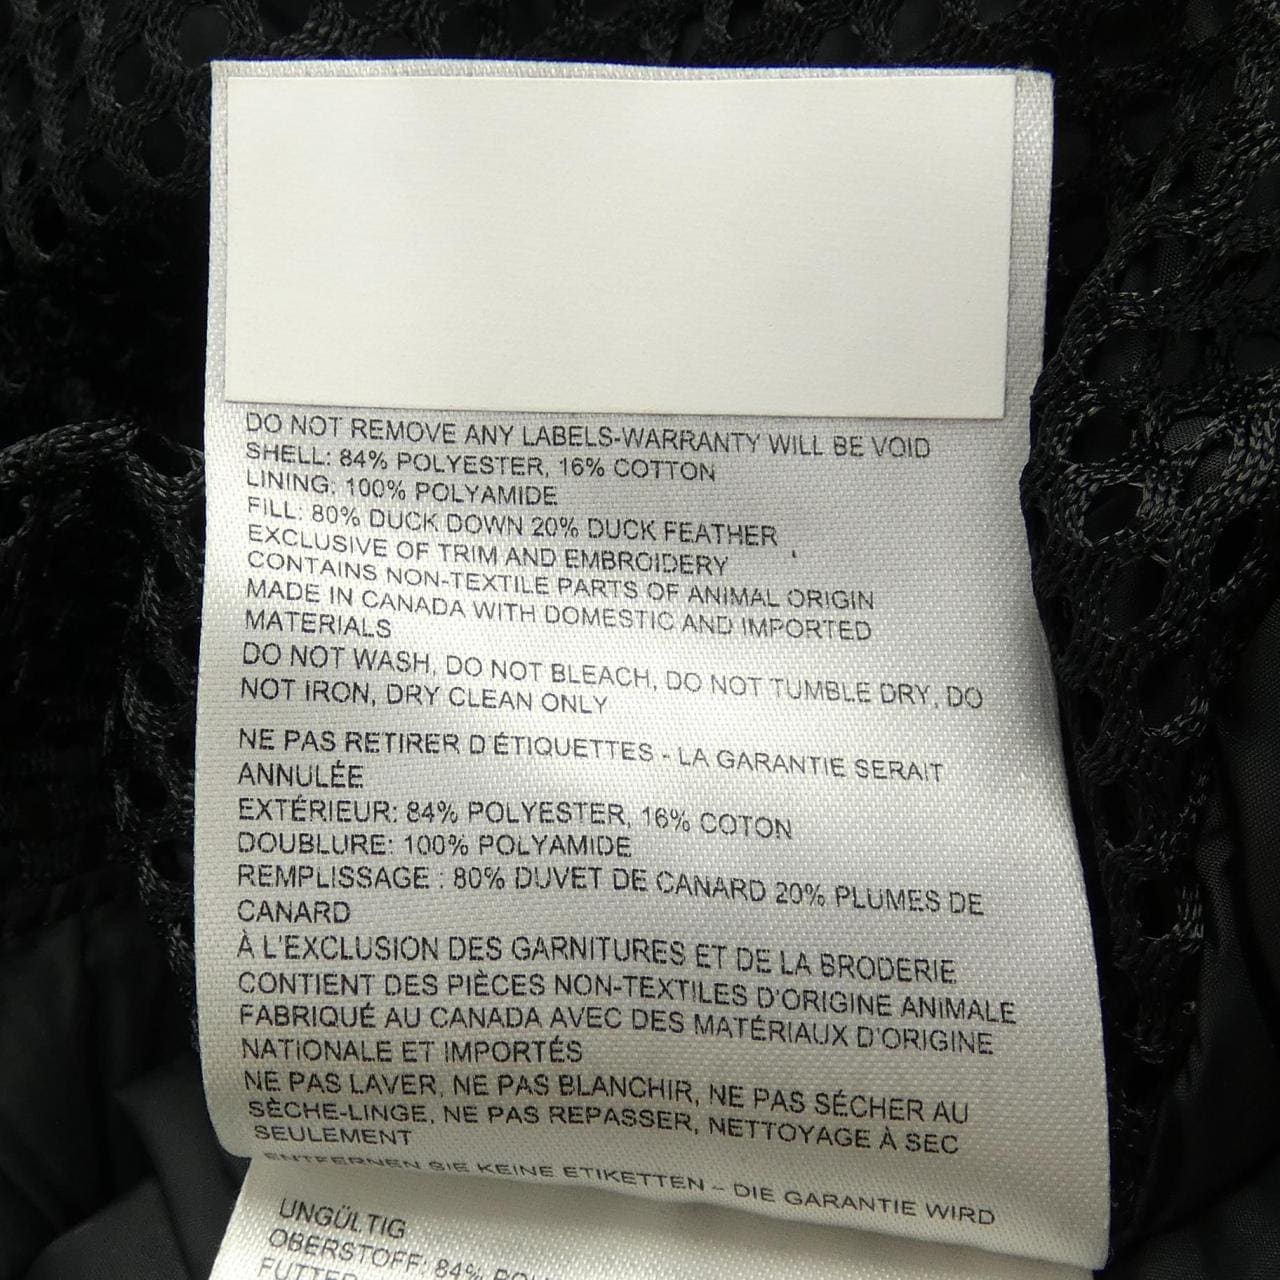 DO NOT REMOVE ANY LABELS-WARRANTY WILL BE VOID
SHELL: 84% POLYESTER, 16% COTTON
LINING: 100% POLYAMIDE
FILL: 80% DUCK DOWN 20% DUCK FEATHER
EXCLUSIVE OF TRIM AND EMBROIDERY
CONTAINS NON-TEXTILE PARTS OF ANIMAL ORIGIN
MADE IN CANADA WITH DOMESTIC AND IMPORTED
MATERIALS
DO NOT WASH, DO NOT BLEACH, DO NOT TUMBLE DRY, DO
NOT IRON, DRY CLEAN ONLY
NE PAS RETIRER D'ÉTIQUETTES - LA GARANTIE SERAIT
ANNULÉE
EXTÉRIEUR: 84% POLYESTER, 16% COTON
DOUBLURE: 100% POLYAMIDE
REMPLISSAGE : 80% DUVET DE CANARD 20% PLUMES DE
CANARD
À L'EXCLUSION DES GARNITURES ET DE LA BRODERIE
CONTIENT DES PIÈCES NON-TEXTILES D'ORIGINE ANIMALE
FABRIQUÉ AU CANADA AVEC DES MATÉRIAUX D'ORIGINE
NATIONALE ET IMPORTÉS
NE PAS LAVER, NE PAS BLANCHIR, NE PAS SÉCHER AU
SÈCHE-LINGE, NE PAS REPASSER, NETTOYAGE À SEC
SEULEMENT
ENTFERNEN SIE KEINE ETIKETTEN – DIE GARANTIE WIRD
UNGÜLTIG
OBERSTOFF: 84%